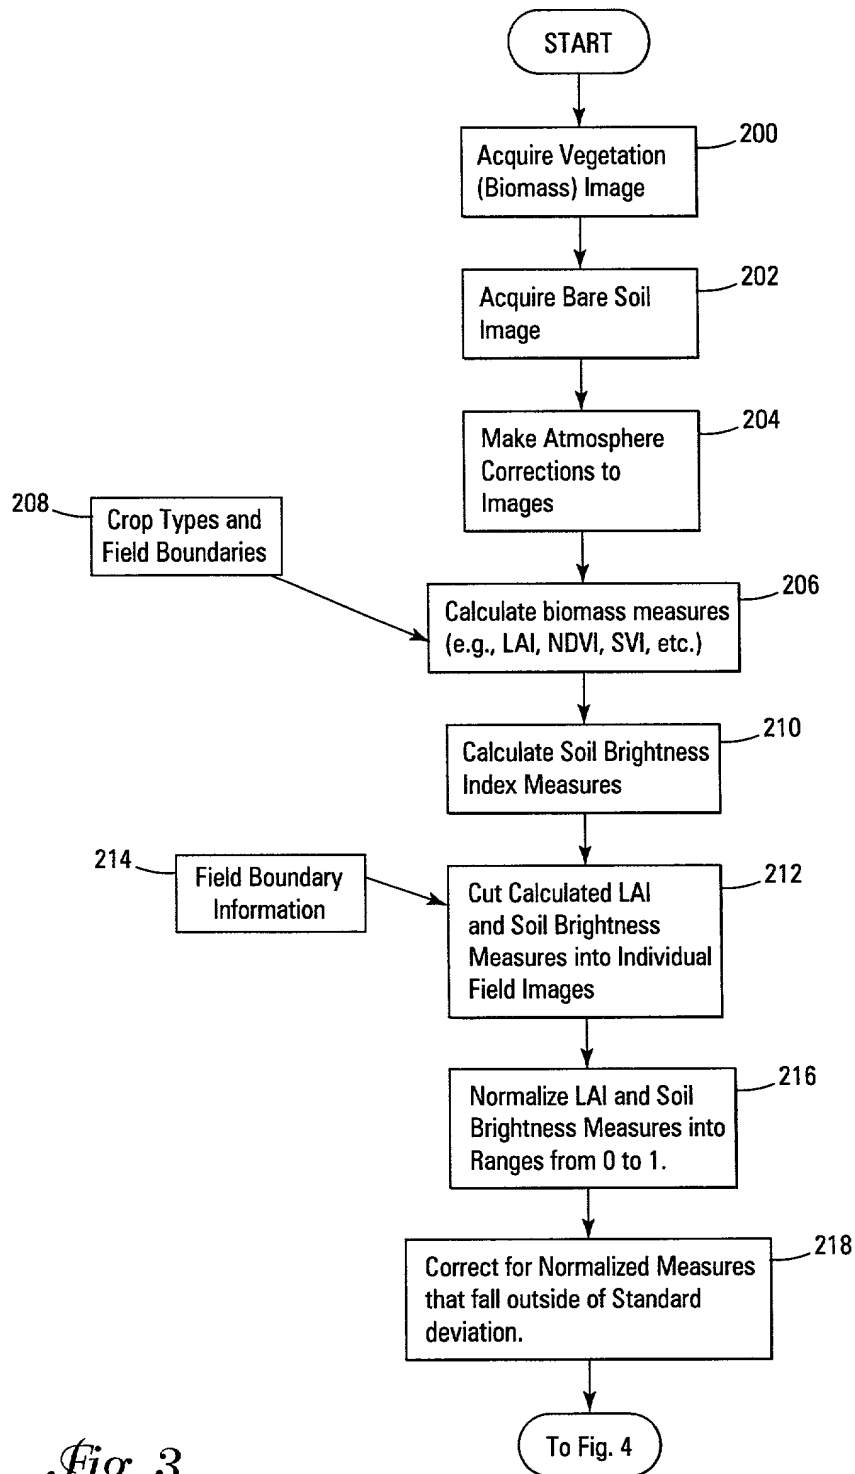 START
200
Acquire Vegetation
(Biomass) Image
202
Acquire Bare Soil
Image
204
Make Atmosphere
Corrections to
Images
208
Crop Types and
Field Boundaries
206
Calculate biomass measures
(e.g., LAI, NDVI, SVI, etc.)
210
Calculate Soil Brightness
Index Measures
214
Field Boundary
Information
212
Cut Calculated LAI
and Soil Brightness
Measures into Individual
Field Images
216
Normalize LAI and Soil
Brightness Measures into
Ranges from 0 to 1.
218
Correct for Normalized Measures
that fall outside of Standard
deviation.
To Fig. 4
Fig. 3